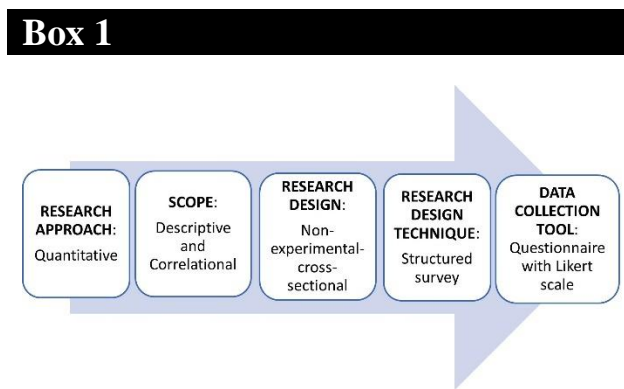 Box 1
RESEARCH
APPROACH:
Quantitative
SCOPE:
Descriptive
and
Correlational
RESEARCH
DESIGN:
Non-
experimental-
cross-
sectional
RESEARCH
DESIGN
TECHNIQUE:
Structured
survey
DATA
COLLECTION
TOOL:
Questionnaire
with Likert
scale